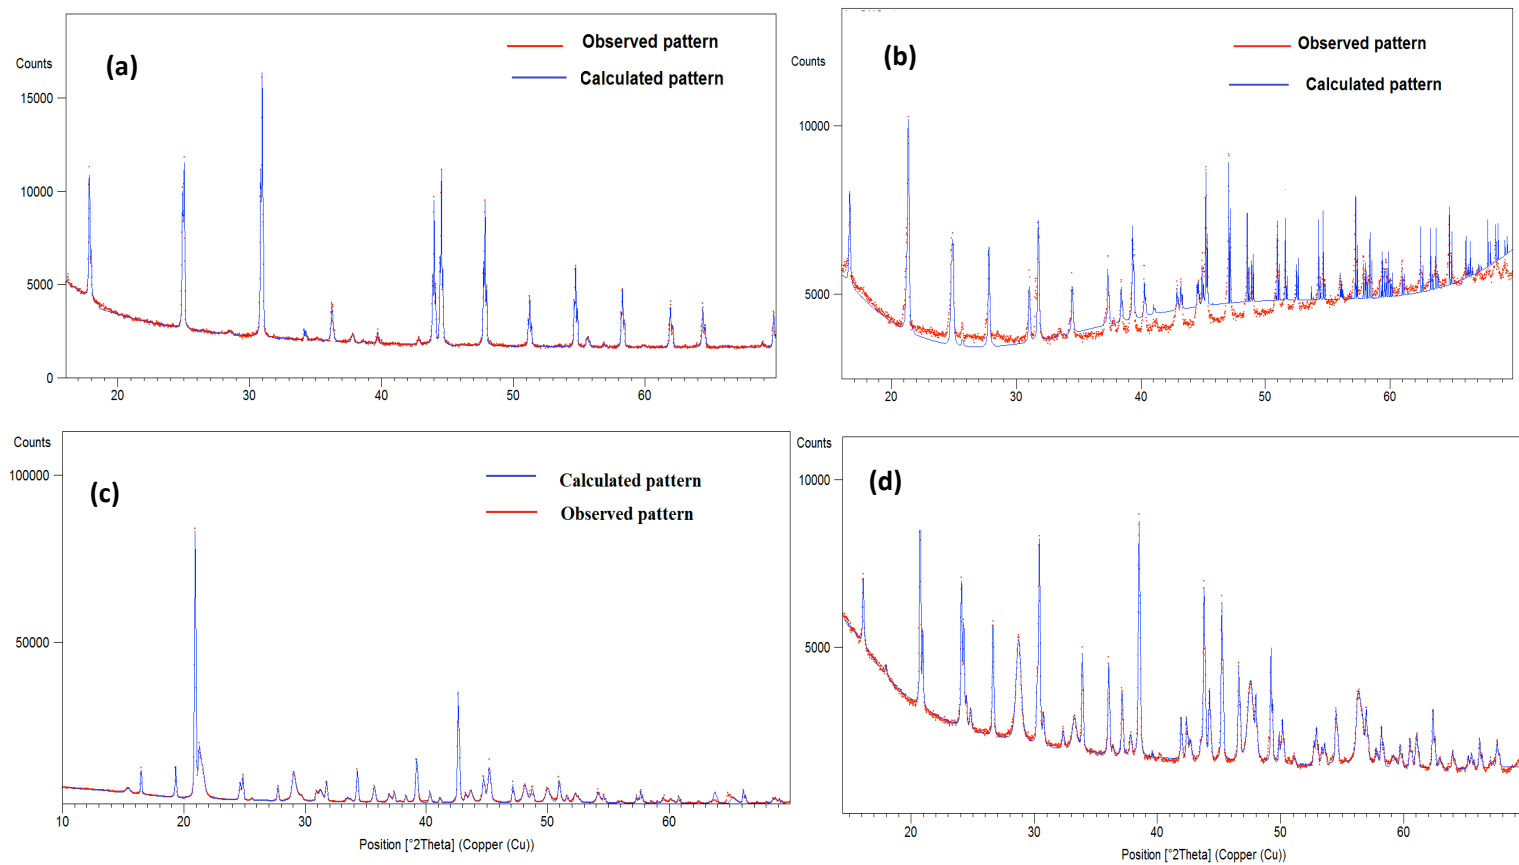 Counts
(a)
Observed pattern
Calculated pattern
15000
10000
5000
0
20
30
40
50
60
Counts
(b)
Observed pattern
Calculated pattern
10000
5000
20
30
40
50
60
Counts
(c)
Calculated pattern
Observed pattern
100000
50000
10
20
30
40
50
60
Position [°2Theta] (Copper (Cu))
Counts
(d)
10000
5000
20
30
40
50
60
Position [°2Theta] (Copper (Cu))